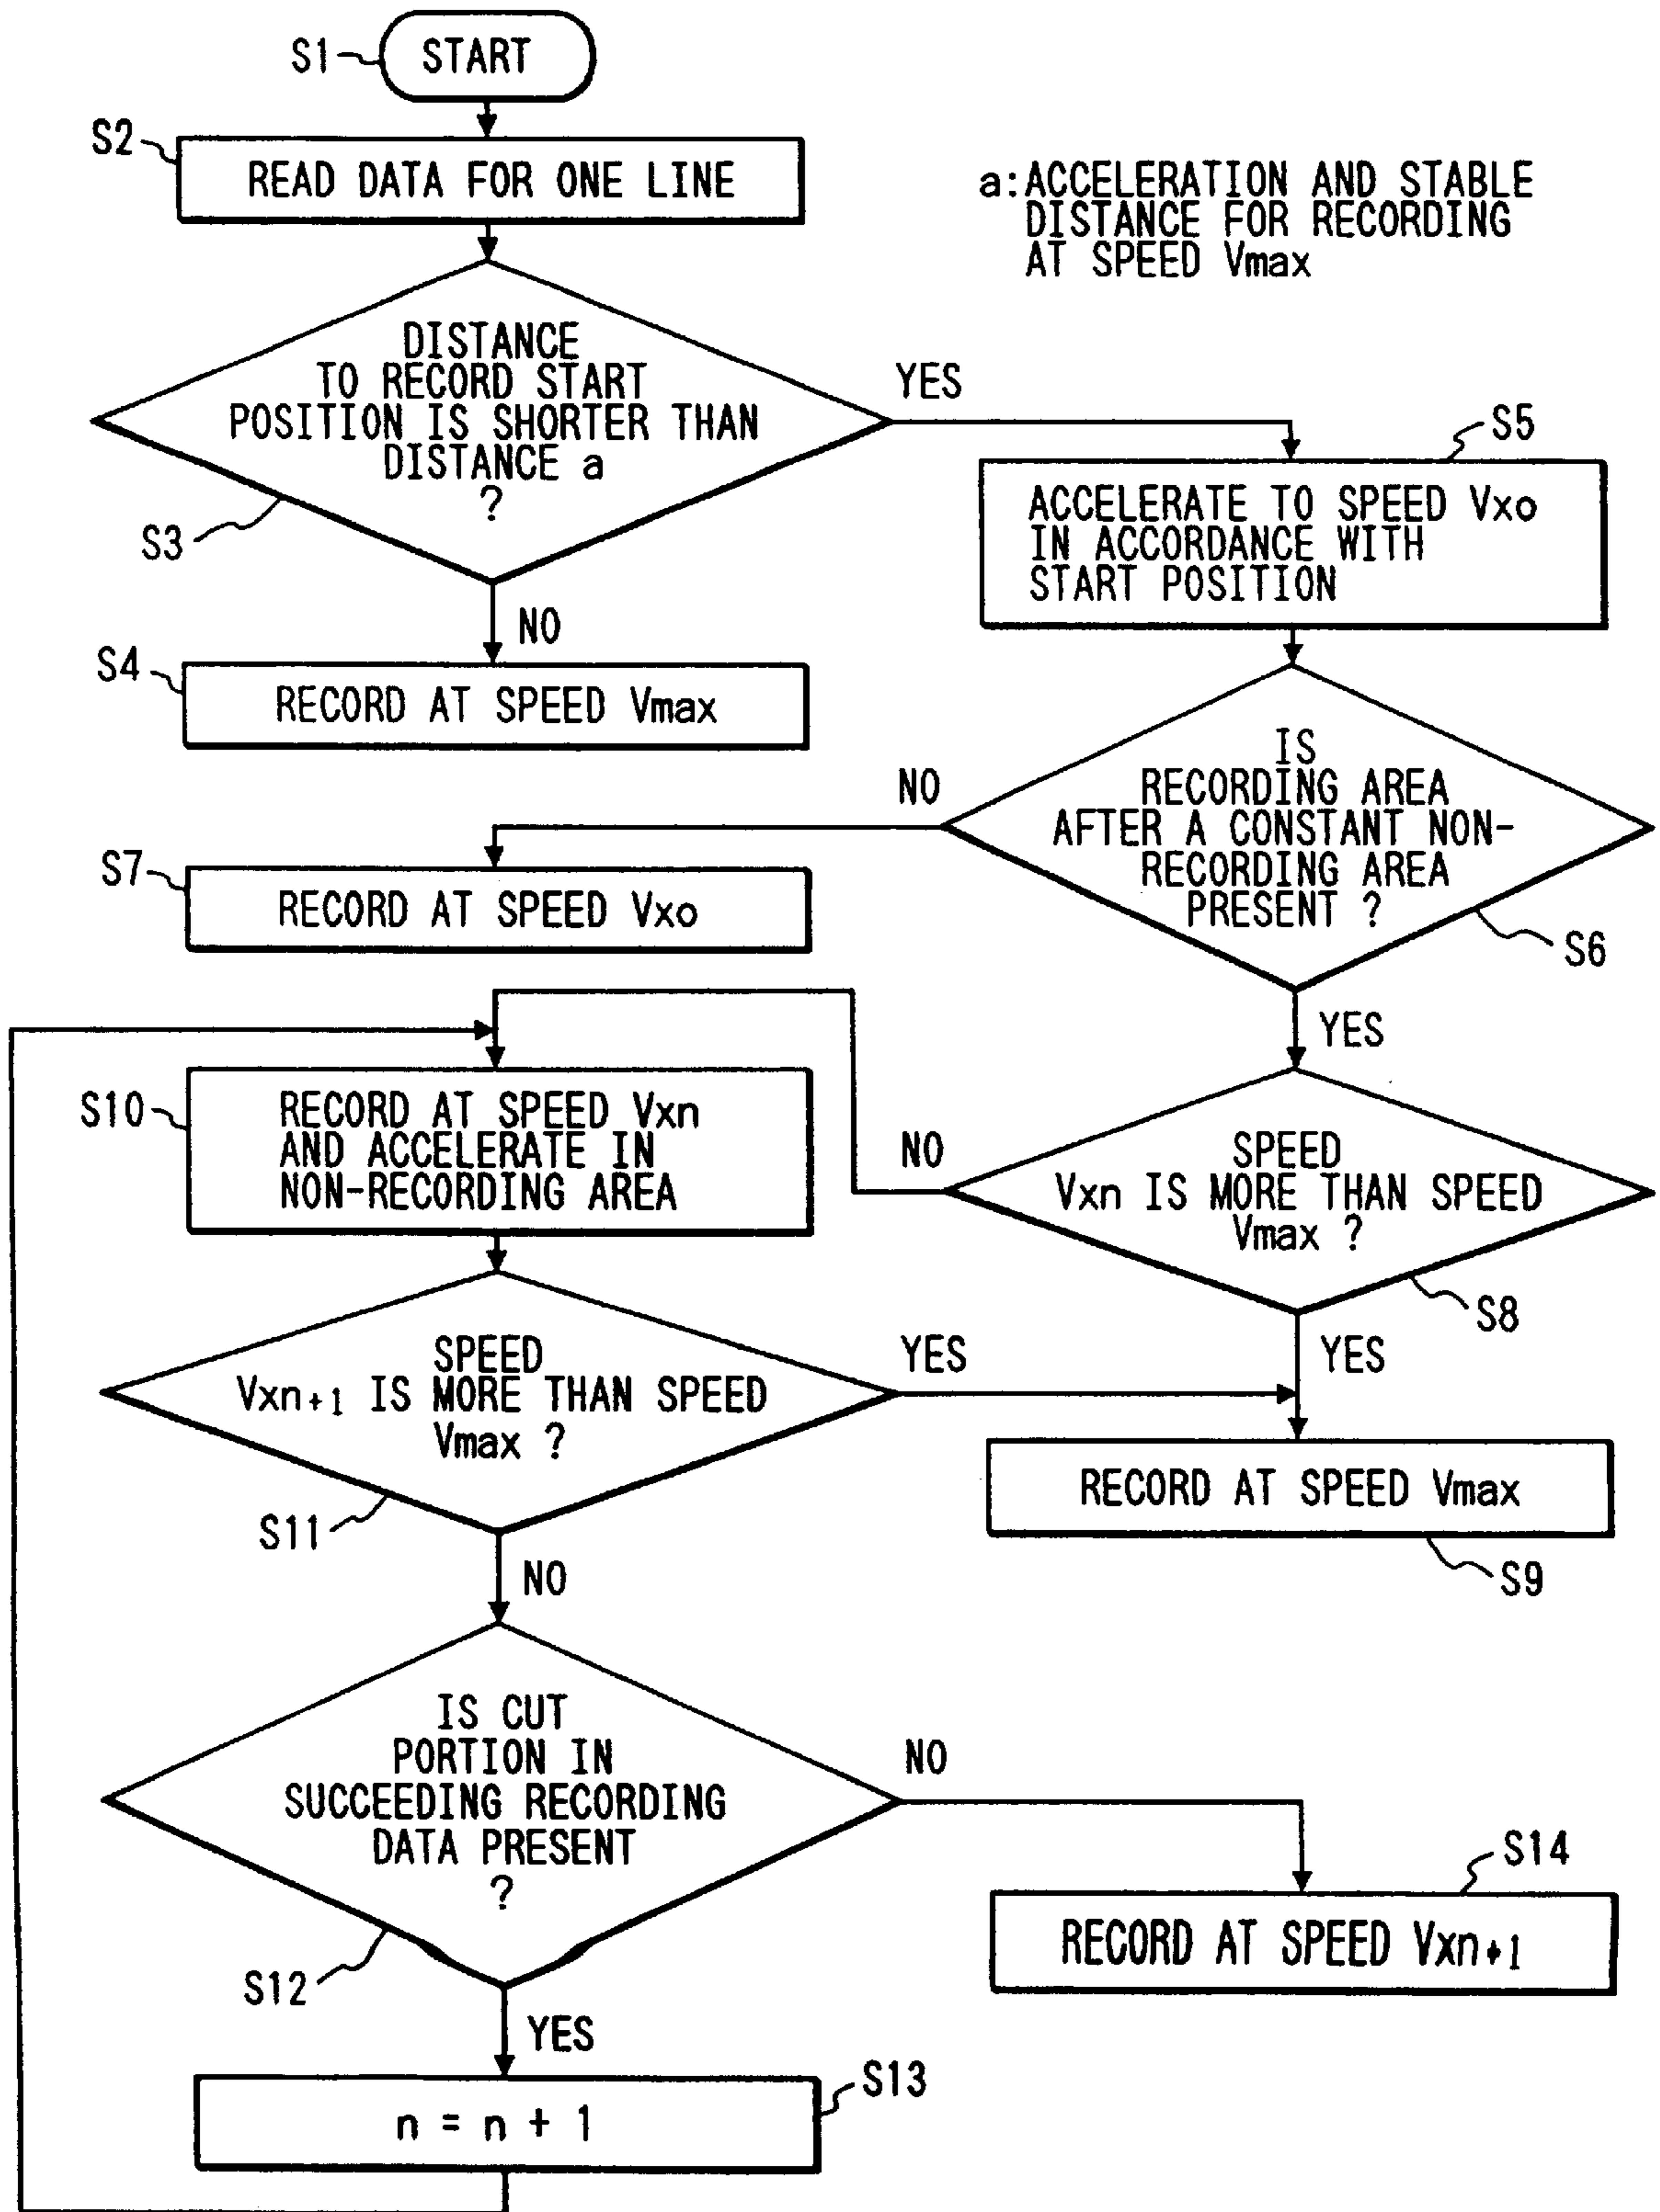 S1
START
S2
READ DATA FOR ONE LINE
a:ACCELERATION AND STABLE
DISTANCE FOR RECORDING
AT SPEED Vmax
DISTANCE
TO RECORD START
POSITION IS SHORTER THAN
DISTANCE a
?
YES
S3
NO
S5
ACCELERATE TO SPEED Vxo
IN ACCORDANCE WITH
START POSITION
S4
RECORD AT SPEED Vmax
IS
RECORDING AREA
AFTER A CONSTANT NON-
RECORDING AREA
PRESENT ?
NO
S6
YES
S7
RECORD AT SPEED Vxo
S10
RECORD AT SPEED Vxn
AND ACCELERATE IN
NON-RECORDING AREA
NO
SPEED
Vxn IS MORE THAN SPEED
Vmax ?
S8
YES
SPEED
Vxn+1 IS MORE THAN SPEED
Vmax ?
YES
S11
NO
RECORD AT SPEED Vmax
S9
IS CUT
PORTION IN
SUCCEEDING RECORDING
DATA PRESENT
?
NO
S12
YES
S14
RECORD AT SPEED Vxn+1
S13
n = n + 1